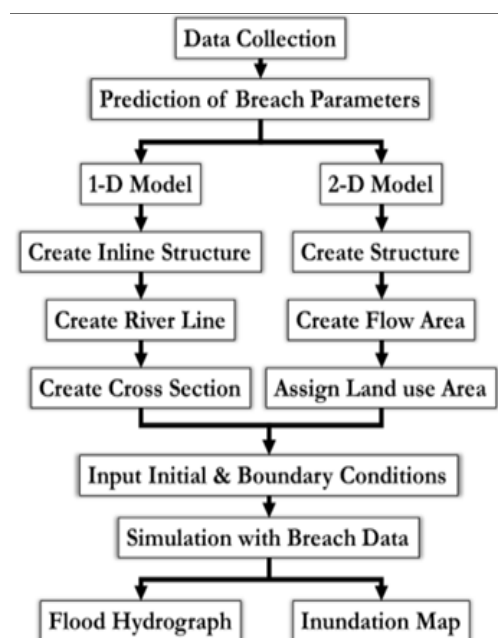 Data Collection
Prediction of Breach Parameters
1-D Model
2-D Model
Create Inline Structure
Create Structure
Create River Line
Create Flow Area
Create Cross Section
Assign Land use Area
Input Initial & Boundary Conditions
Simulation with Breach Data
Flood Hydrograph
Inundation Map